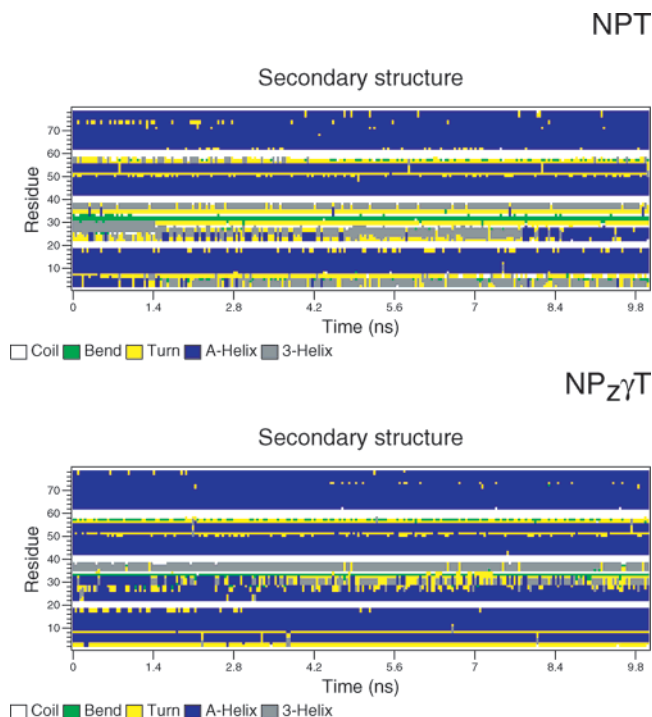 NPT
Secondary structure
70
60
50
40
30
20
10
Residue
0 1.4 2.8 4.2 5.6 7 8.4 9.8
Time (ns)
Coil Bend Turn A-Helix 3-Helix
NPzγT
Secondary structure
70
60
50
40
30
20
10
Residue
0 1.4 2.8 4.2 5.6 7 8.4 9.8
Time (ns)
Coil Bend Turn A-Helix 3-Helix